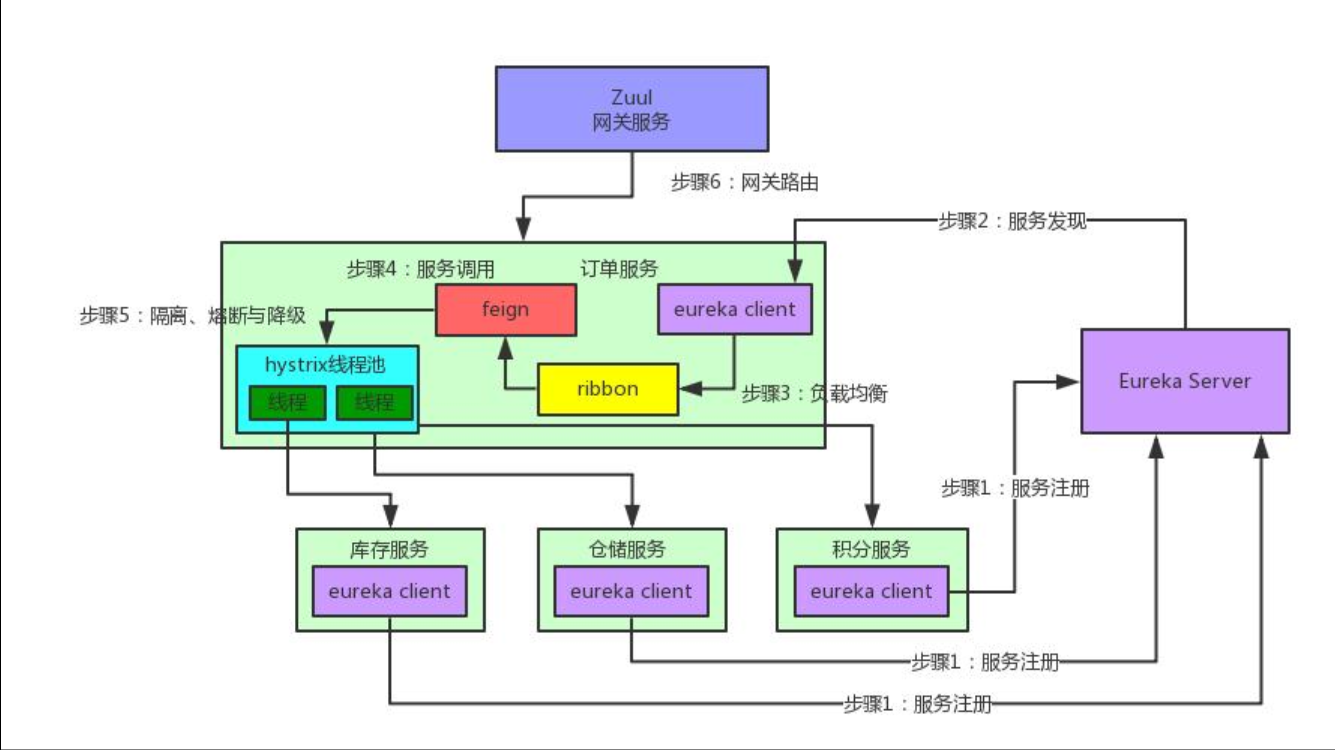 Zuul
网关服务
步骤6：网关路由
步骤2：服务发现
步骤4：服务调用
订单服务
feign
eureka client
步骤5：隔离、熔断与降级
hystrix线程池
线程
线程
ribbon
步骤3：负载均衡
Eureka Server
步骤1：服务注册
库存服务
eureka client
仓储服务
eureka client
积分服务
eureka client
步骤1：服务注册
步骤1：服务注册